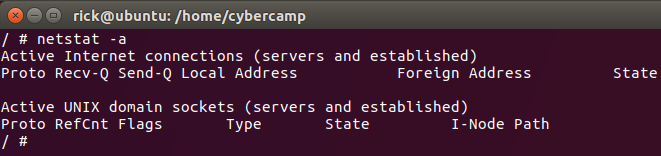 rick@ubuntu: /home/cybercamp
/ # netstat -a
Active Internet connections (servers and established)
Proto Recv-Q Send-Q Local Address           Foreign Address         State
Active UNIX domain sockets (servers and established)
Proto RefCnt Flags       Type       State         I-Node Path
/ #